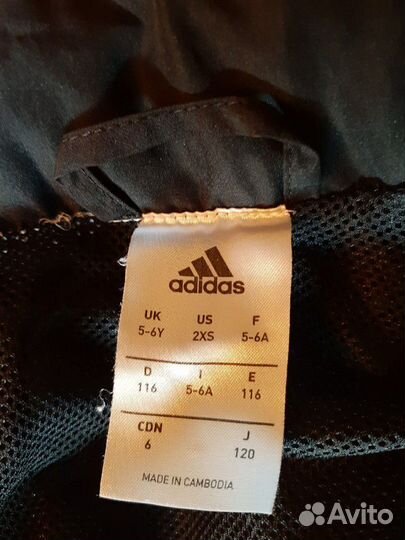 adidas
UK US F
5-6Y 2XS 5-6A
D I E
116 5-6A 116
CDN J
6 120
MADE IN CAMBODIA
Avito